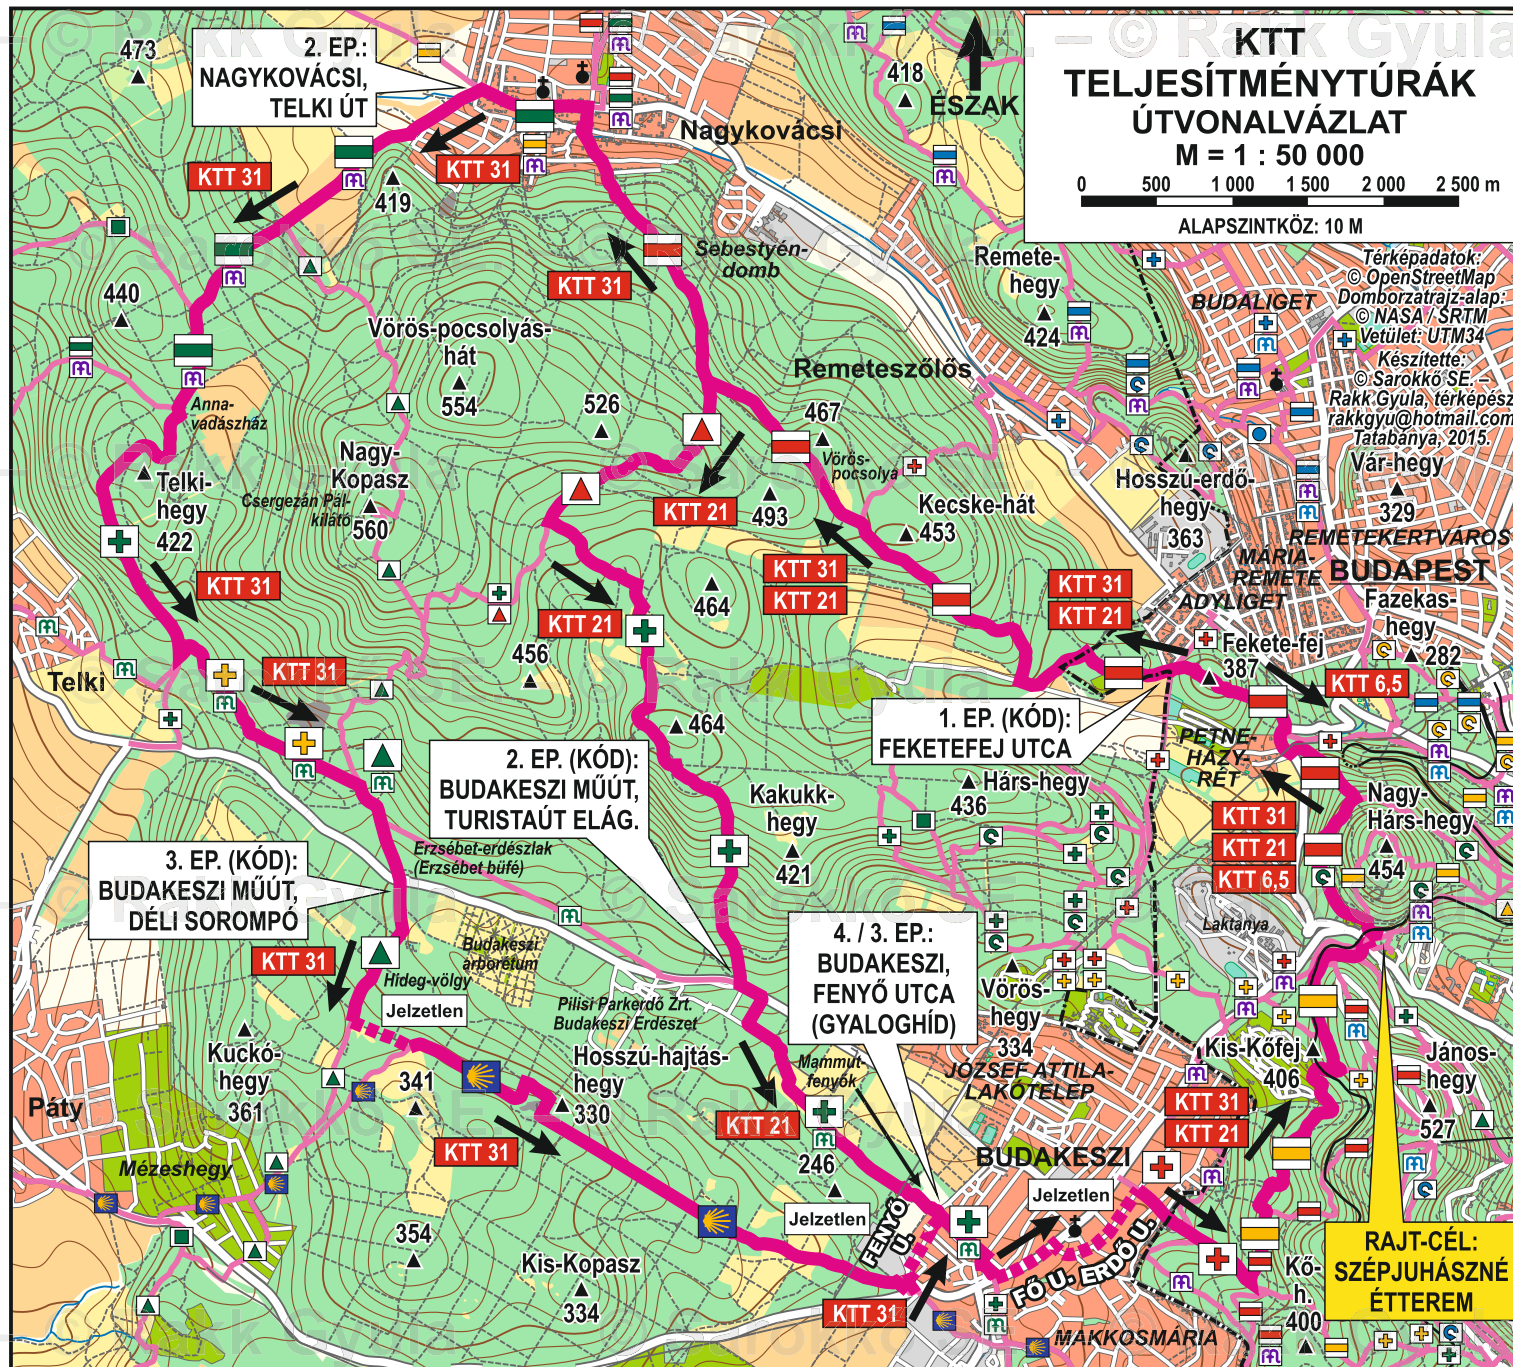 KTT
TELJESÍTMÉNYTÚRÁK
ÚTVONALVÁZLAT
M = 1 : 50 000
0 500 1 000 1 500 2 000 2 500 m
ALAPSZINTKÖZ: 10 M
ÉSZAK
Térképadatok:
© OpenStreetMap
Domborzatrajz-alap:
© NASA / SRTM
Vetület: UTM34
Készítette:
© Sarokkő SE. –
Rakk Gyula, térképész
rakkgyu@hotmail.com
Tatabánya, 2015.
2. EP.:
NAGYKOVÁCSI,
TELKI ÚT
473
418
Nagykovácsi
KTT 31
KTT 31
419
Sebestyén-
domb
KTT 31
Remete-
hegy
424
BUDALIGET
440
Vörös-pocsolyás-
hát
554
526
Remeteszőlős
467
Vörös-
pocsolya
Anna-
vadászház
Nagy-
Kopasz
560
Csergezán Pál-
kilátó
Telki-
hegy
422
KTT 21
493
Kecske-hát
453
Hosszú-erdő-
hegy
363
Vár-hegy
329
REMETEKERTVÁROS
MÁRIA-
REMETE
BUDAPEST
ADYLIGET
Fazekas-
hegy
282
KTT 31
KTT 31
KTT 21
KTT 31
KTT 21
464
KTT 21
456
Fekete-fej
387
KTT 6,5
Telki
KTT 31
464
1. EP. (KÓD):
FEKETEFEJ UTCA
PETNE-
HÁZY-
RÉT
2. EP. (KÓD):
BUDAKESZI MŰÚT,
TURISTAÚT ELÁG.
Kakukk-
hegy
421
Hárs-hegy
436
KTT 31
KTT 21
KTT 6,5
Nagy-
Hárs-hegy
454
Erzsébet-erdészlak
(Erzsébet büfé)
3. EP. (KÓD):
BUDAKESZI MŰÚT,
DÉLI SOROMPÓ
KTT 31
Budakeszi
arborétum
Hideg-völgy
Jelzetlen
Laktanya
4. / 3. EP.:
BUDAKESZI,
FENYŐ UTCA
(GYALOGHÍD)
Vörös-
hegy
334
Pilisi Parkerdő Zrt.
Budakeszi Erdészet
Kuckó-
hegy
361
341
Hosszú-hajtás-
hegy
330
Mammut-
fenyők
JÓZSEF ATTILA-
LAKÓTELEP
Kis-Kőfej
406
János-
hegy
527
Páty
KTT 31
KTT 21
KTT 31
KTT 21
Mézeshegy
246
BUDAKESZI
Jelzetlen
Jelzetlen
FENYŐ
U.
354
Kis-Kopasz
334
FŐ U.
ERDŐ U.
KTT 31
Kő-
h.
400
RAJT-CÉL:
SZÉPJUHÁSZNÉ
ÉTTEREM
MAKKOSMÁRIA